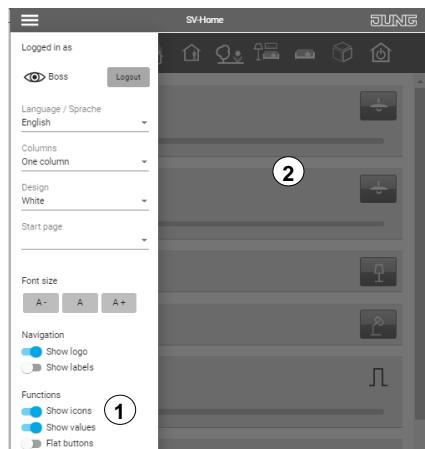 SV-Home
JUNG
Logged in as
Boss
Logout
Language / Sprache
English
Columns
One column
Design
White
Start page
Font size
A - A A +
Navigation
Show logo
Show labels
Functions
Show icons
Show values
Flat buttons
1
2